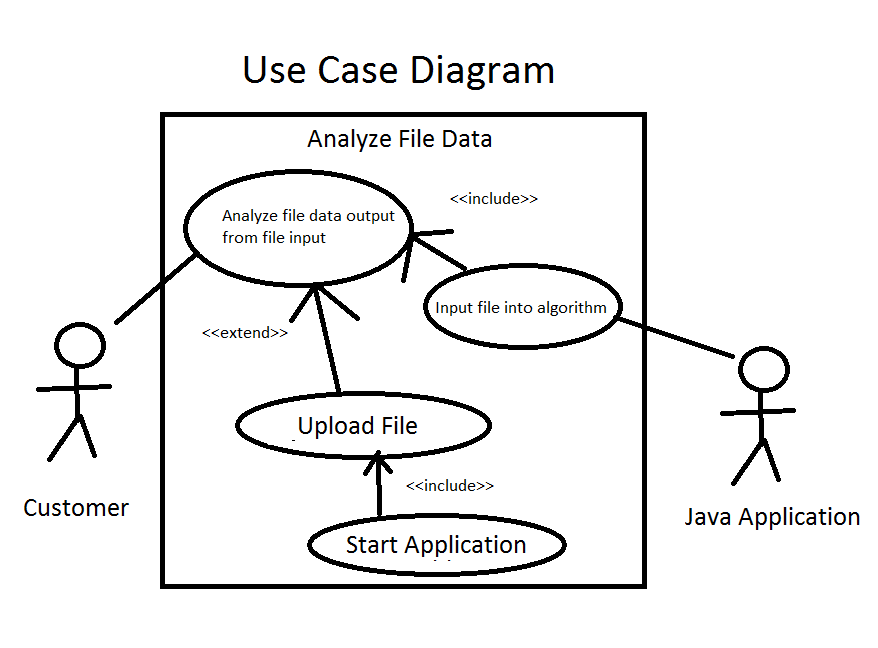 Use Case Diagram
Analyze File Data
<<include>>
Analyze file data output
from file input
Input file into algorithm
<<extend>>
Upload File
<<include>>
Customer
Java Application
Start Application